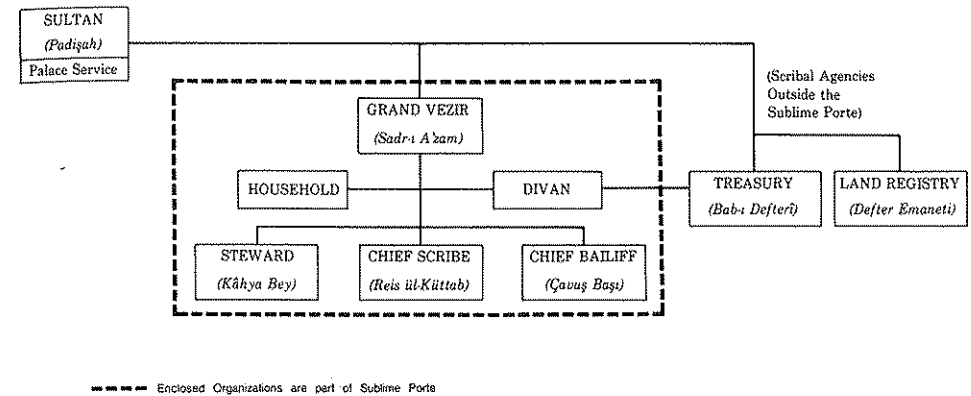 SULTAN
(Padişah)
Palace Service
(Scribal Agencies
Outside the
Sublime Porte)
GRAND VEZIR
(Sadr-ı A'zam)
HOUSEHOLD
DIVAN
TREASURY
(Bab-ı Defterî)
LAND REGISTRY
(Defter Emaneti)
STEWARD
(Kâhya Bey)
CHIEF SCRIBE
(Reis ül-Küttab)
CHIEF BAILIFF
(Çavuş Başı)
Enclosed Organizations are part of Sublime Porte